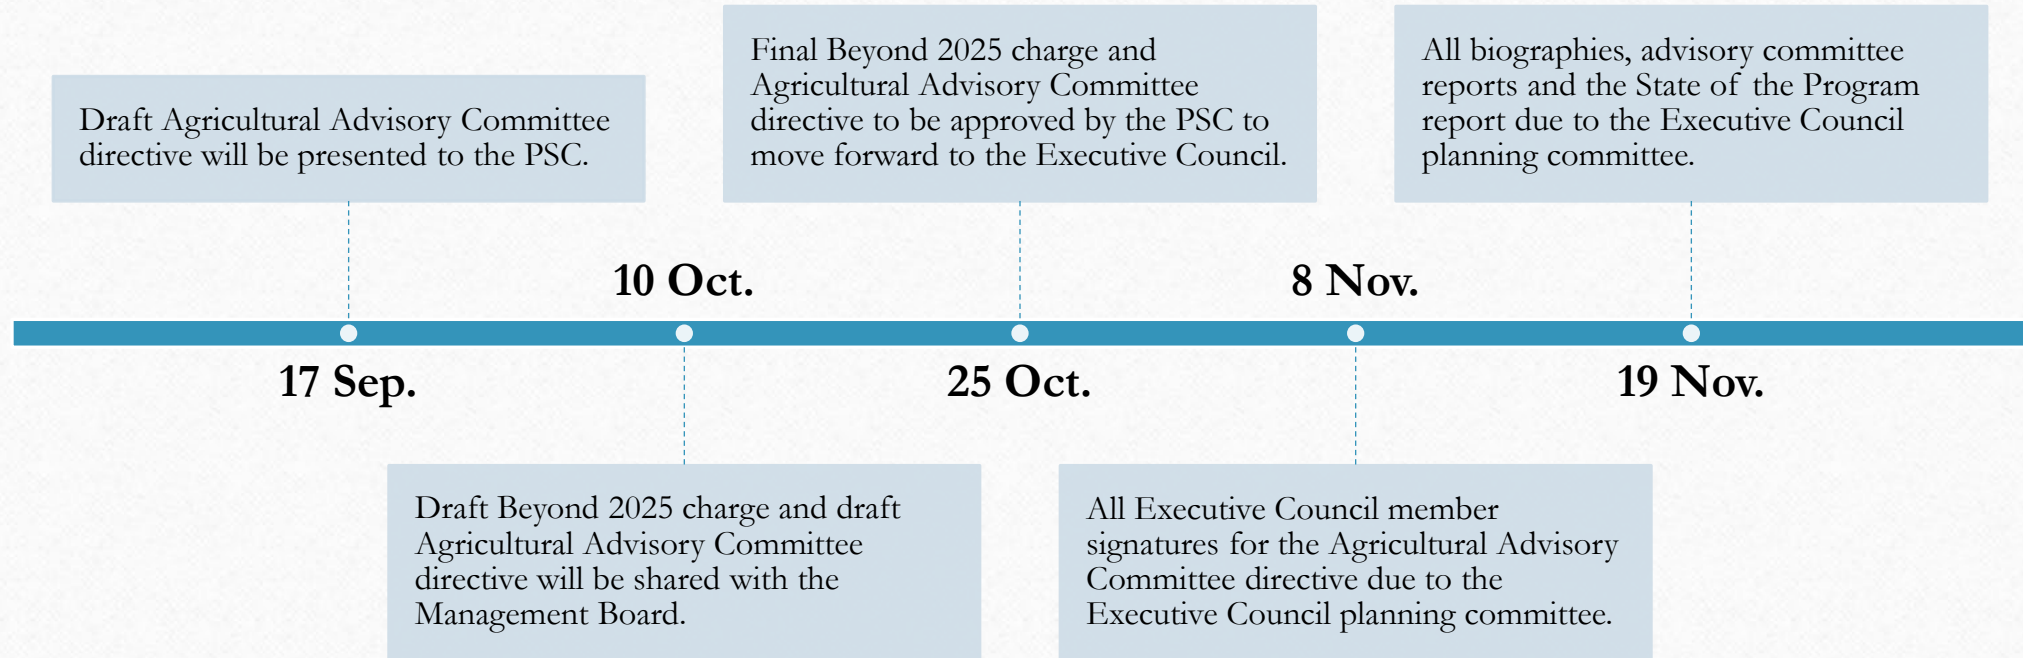 Draft Agricultural Advisory Committee
directive will be presented to the PSC.
17 Sep.
10 Oct.
Draft Beyond 2025 charge and draft
Agricultural Advisory Committee
directive will be shared with the
Management Board.
Final Beyond 2025 charge and
Agricultural Advisory Committee
directive to be approved by the PSC to
move forward to the Executive Council.
25 Oct.
8 Nov.
All Executive Council member
signatures for the Agricultural Advisory
Committee directive due to the
Executive Council planning committee.
All biographies, advisory committee
reports and the State of the Program
report due to the Executive Council
planning committee.
19 Nov.